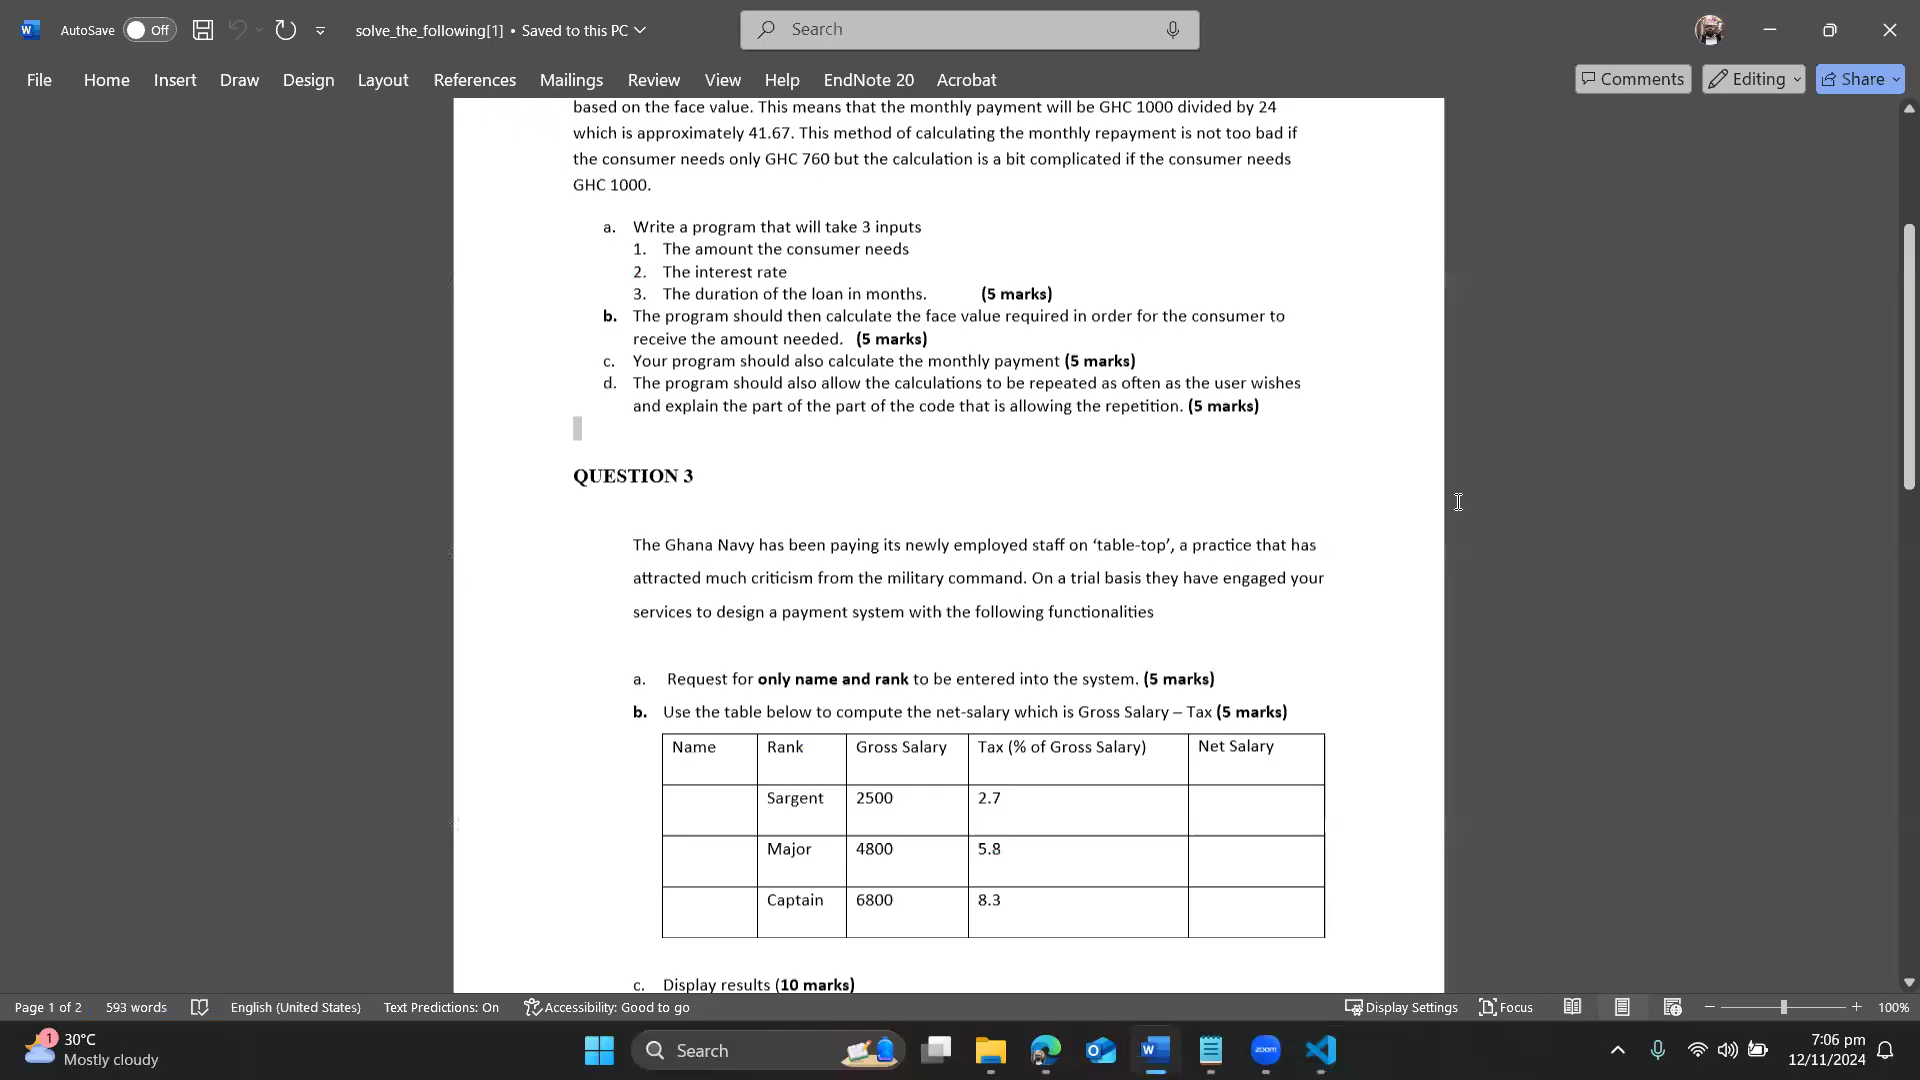 AutoSave Off solve_the_following[1] • Saved to this PC Search
File Home Insert Draw Design Layout References Mailings Review View Help EndNote 20 Acrobat Comments Editing Share
based on the face value. This means that the monthly payment will be GHC 1000 divided by 24
which is approximately 41.67. This method of calculating the monthly repayment is not too bad if
the consumer needs only GHC 760 but the calculation is a bit complicated if the consumer needs
GHC 1000.
a. Write a program that will take 3 inputs
1. The amount the consumer needs
2. The interest rate
3. The duration of the loan in months. (5 marks)
b. The program should then calculate the face value required in order for the consumer to
receive the amount needed. (5 marks)
c. Your program should also calculate the monthly payment (5 marks)
d. The program should also allow the calculations to be repeated as often as the user wishes
and explain the part of the part of the code that is allowing the repetition. (5 marks)
QUESTION 3
The Ghana Navy has been paying its newly employed staff on ‘table-top’, a practice that has
attracted much criticism from the military command. On a trial basis they have engaged your
services to design a payment system with the following functionalities
a. Request for only name and rank to be entered into the system. (5 marks)
b. Use the table below to compute the net-salary which is Gross Salary – Tax (5 marks)
Name Rank Gross Salary Tax (% of Gross Salary) Net Salary
Sargent 2500 2.7
Major 4800 5.8
Captain 6800 8.3
c. Display results (10 marks)
Page 1 of 2 593 words English (United States) Text Predictions: On Accessibility: Good to go Display Settings Focus 100%
1 30°C
Mostly cloudy
Search
zoom
7:06 pm
12/11/2024